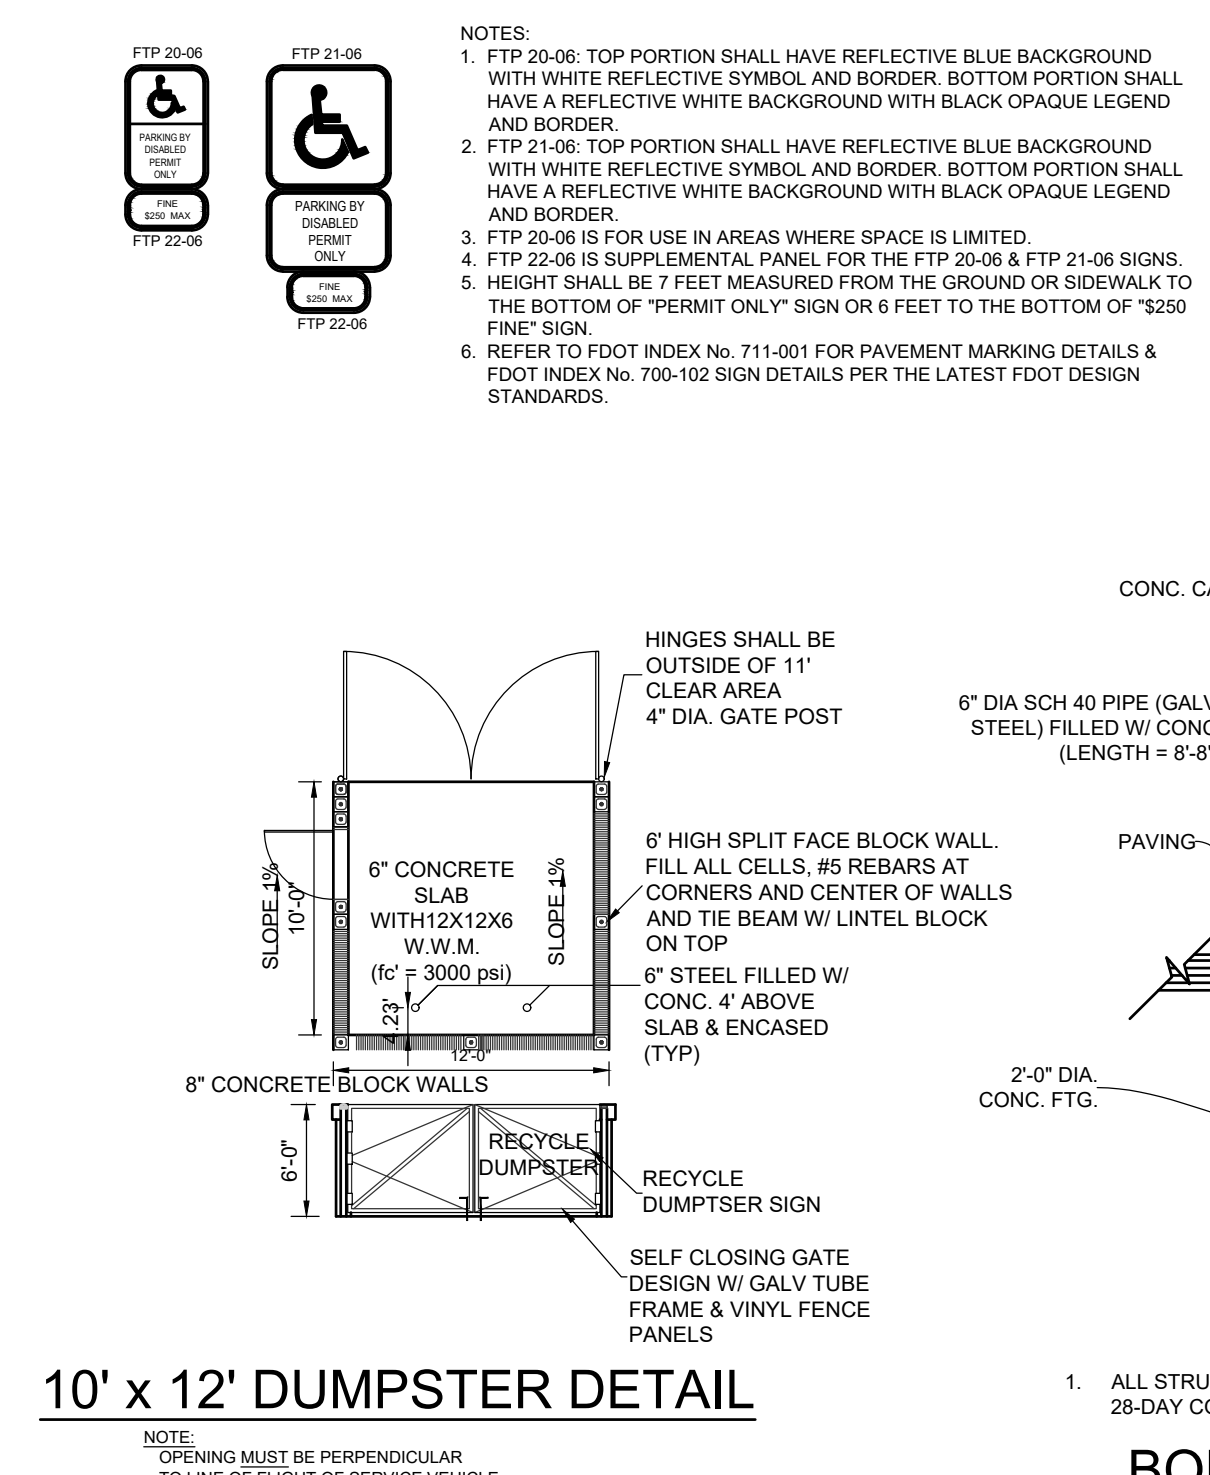 FTP 20-06
PARKING BY
DISABLED
PERMIT
ONLY
FINE
$250 MAX
FTP 22-06
FTP 21-06
PARKING BY
DISABLED
PERMIT
ONLY
FINE
$250 MAX
FTP 22-06
NOTES:
1. FTP 20-06: TOP PORTION SHALL HAVE REFLECTIVE BLUE BACKGROUND
WITH WHITE REFLECTIVE SYMBOL AND BORDER. BOTTOM PORTION SHALL
HAVE A REFLECTIVE WHITE BACKGROUND WITH BLACK OPAQUE LEGEND
AND BORDER.
2. FTP 21-06: TOP PORTION SHALL HAVE REFLECTIVE BLUE BACKGROUND
WITH WHITE REFLECTIVE SYMBOL AND BORDER. BOTTOM PORTION SHALL
HAVE A REFLECTIVE WHITE BACKGROUND WITH BLACK OPAQUE LEGEND
AND BORDER.
3. FTP 20-06 IS FOR USE IN AREAS WHERE SPACE IS LIMITED.
4. FTP 22-06 IS SUPPLEMENTAL PANEL FOR THE FTP 20-06 & FTP 21-06 SIGNS.
5. HEIGHT SHALL BE 7 FEET MEASURED FROM THE GROUND OR SIDEWALK TO
THE BOTTOM OF "PERMIT ONLY" SIGN OR 6 FEET TO THE BOTTOM OF "$250
FINE" SIGN.
6. REFER TO FDOT INDEX No. 711-001 FOR PAVEMENT MARKING DETAILS &
FDOT INDEX No. 700-102 SIGN DETAILS PER THE LATEST FDOT DESIGN
STANDARDS.
HINGES SHALL BE
OUTSIDE OF 11'
CLEAR AREA
4" DIA. GATE POST
6' HIGH SPLIT FACE BLOCK WALL.
FILL ALL CELLS, #5 REBARS AT
CORNERS AND CENTER OF WALLS
AND TIE BEAM W/ LINTEL BLOCK
ON TOP
6" STEEL FILLED W/
CONC. 4' ABOVE
SLAB & ENCASED
(TYP)
SLOPE 1%
10'-0"
6" CONCRETE
SLAB
WITH12X12X6
W.W.M.
(fc' = 3000 psi)
SLOPE 1%
4.23'
12'-0"
8" CONCRETE BLOCK WALLS
6'-0"
RECYCLE
DUMPSTER
RECYCLE
DUMPTSER SIGN
SELF CLOSING GATE
DESIGN W/ GALV TUBE
FRAME & VINYL FENCE
PANELS
10' x 12' DUMPSTER DETAIL
NOTE:
OPENING MUST BE PERPENDICULAR
TO LINE OF FLIGHT OF SERVICE VEHICLE
CONC.
6" DIA SCH 40 PIPE
STEEL) FILLED W/
(LENGTH = 8'-8"
PAVING
2'-0" DIA.
CONC. FTG.
1. ALL
28-DAY